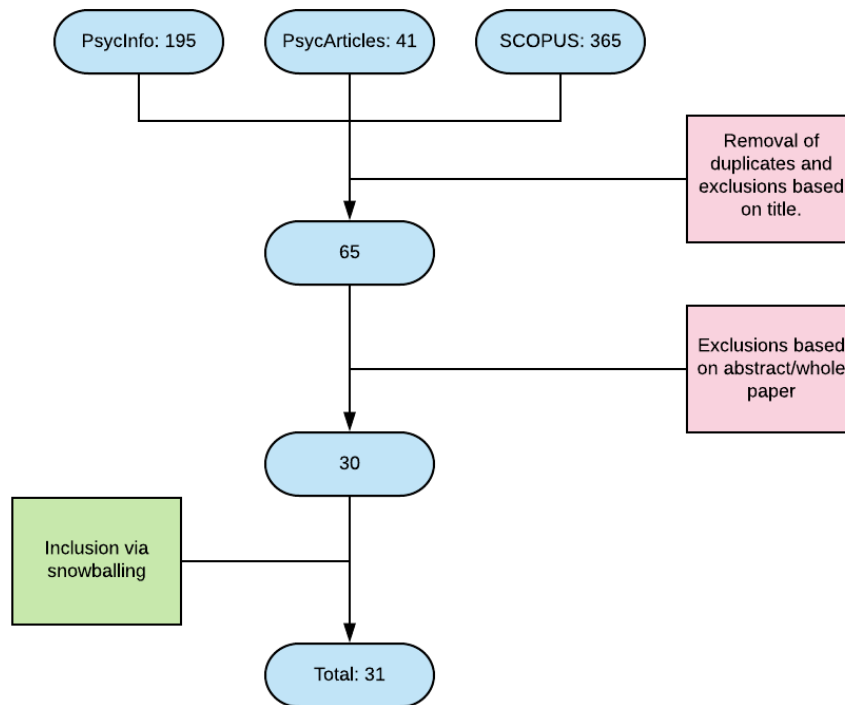 PsycInfo: 195
PsycArticles: 41
SCOPUS: 365
Removal of
duplicates and
exclusions based
on title.
65
Exclusions based
on abstract/whole
paper
30
Inclusion via
snowballing
Total: 31